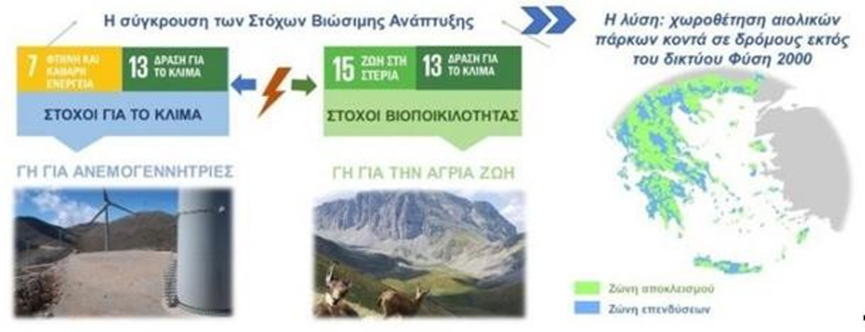 Η σύγκρουση των Στόχων Βιώσιμης Ανάπτυξης
7 ΦΤΗΝΗ ΚΑΙ
ΚΑΘΑΡΗ
ΕΝΕΡΓΕΙΑ
13 ΔΡΑΣΗ ΓΙΑ
ΤΟ ΚΛΙΜΑ
ΣΤΟΧΟΙ ΓΙΑ ΤΟ ΚΛΙΜΑ
ΓΗ ΓΙΑ ΑΝΕΜΟΓΕΝΝΗΤΡΙΕΣ
15 ΖΩΗ ΣΤΗ
ΣΤΕΡΙΑ
13 ΔΡΑΣΗ ΓΙΑ
ΤΟ ΚΛΙΜΑ
ΣΤΟΧΟΙ ΒΙΟΠΟΙΚΙΛΟΤΗΤΑΣ
ΓΗ ΓΙΑ ΤΗΝ ΑΓΡΙΑ ΖΩΗ
Η λύση: χωροθέτηση αιολικών
πάρκων κοντά σε δρόμους εκτός
του δικτύου Φύση 2000
Ζώνη αποκλεισμού
Ζώνη επενδύσεων